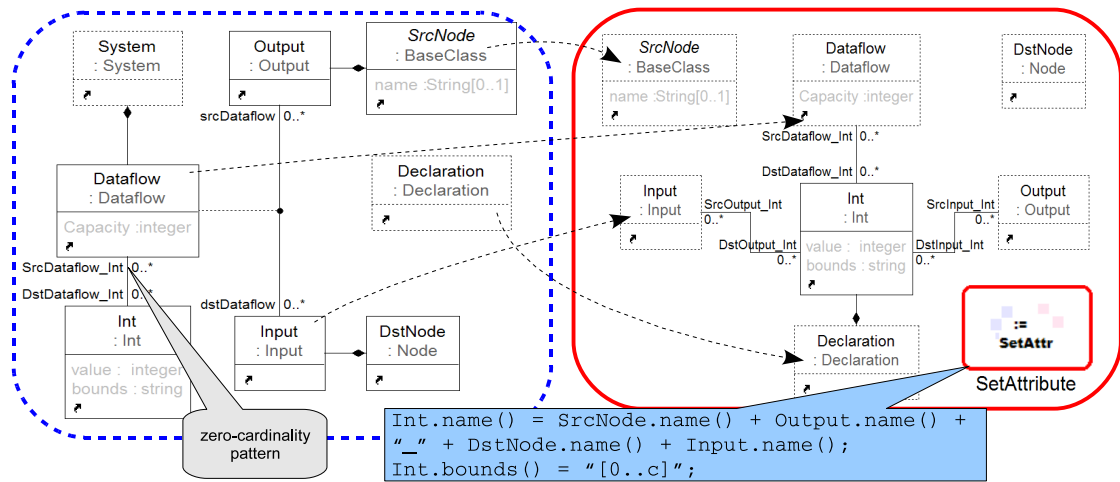 System
: System
Output
: Output
SrcNode
: BaseClass
name :String[0..1]
srcDataflow 0..*
Dataflow
: Dataflow
Capacity :integer
Declaration
: Declaration
SrcDataflow_Int 0..*
DstDataflow_Int 0..*
dstDataflow 0..*
Int
: Int
value : integer
bounds : string
Input
: Input
DstNode
: Node
zero-cardinality
pattern
SrcNode
: BaseClass
name :String[0..1]
Dataflow
: Dataflow
Capacity :integer
DstNode
: Node
SrcDataflow_Int 0..*
DstDataflow_Int 0..*
Input
: Input
SrcOutput_Int
0..*
DstOutput_Int
0..*
Int
: Int
value : integer
bounds : string
SrcInput_Int
0..*
DstInput_Int
0..*
Output
: Output
Declaration
: Declaration
:=
SetAttr
SetAttribute
Int.name() = SrcNode.name() + Output.name() +
“_” + DstNode.name() + Input.name();
Int.bounds() = “[0..c]”;